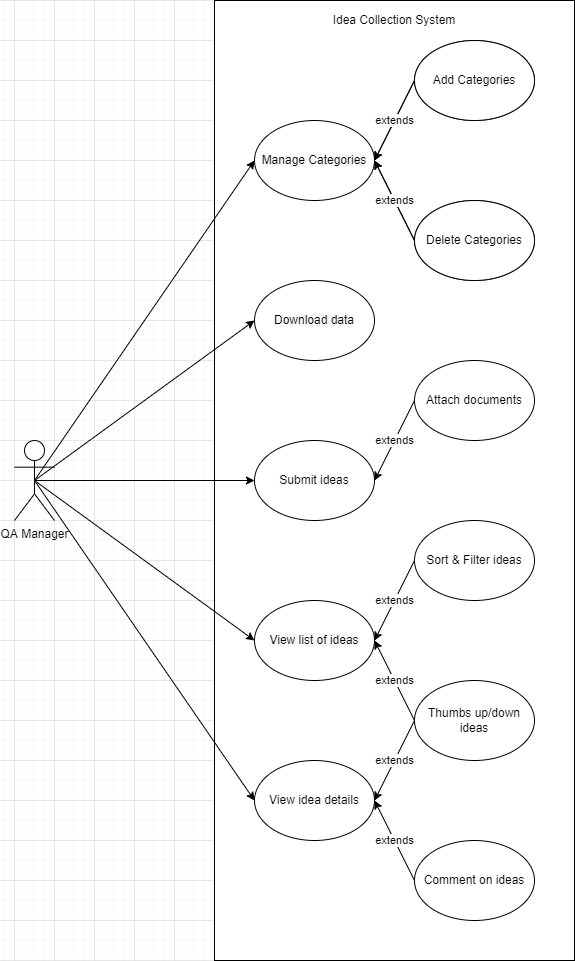 Idea Collection System
Add Categories
extends
Manage Categories
extends
Delete Categories
Download data
Attach documents
extends
Submit ideas
QA Manager
Sort & Filter ideas
extends
View list of ideas
extends
Thumbs up/down
ideas
extends
View idea details
extends
Comment on ideas